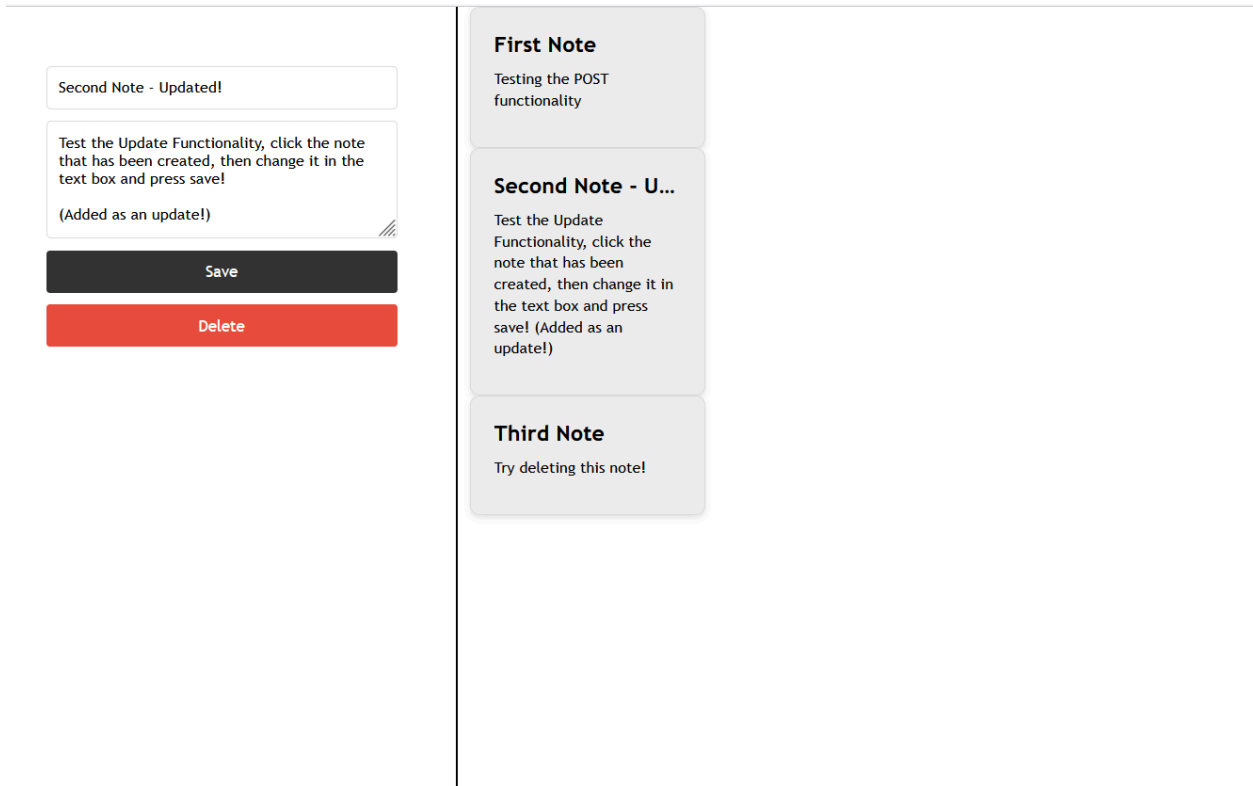 Second Note - Updated!
Test the Update Functionality, click the note
that has been created, then change it in the
text box and press save!
(Added as an update!)
Save
Delete
First Note
Testing the POST
functionality
Second Note - U...
Test the Update
Functionality, click the
note that has been
created, then change it in
the text box and press
save! (Added as an
update!)
Third Note
Try deleting this note!